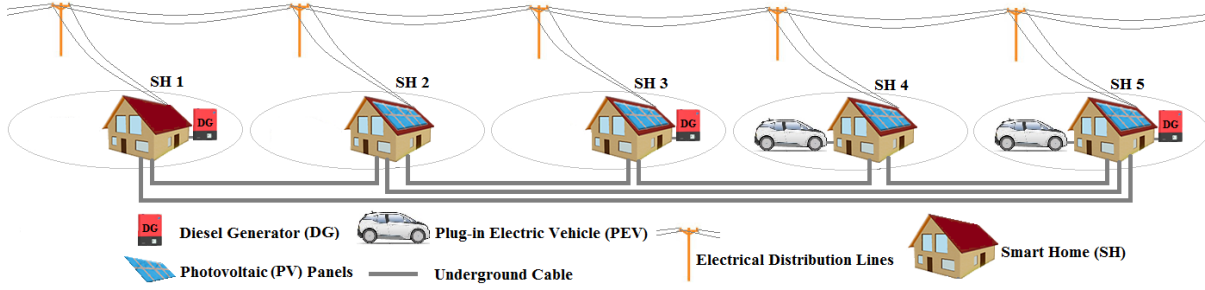 SH 1
SH 2
SH 3
SH 4
SH 5
DG
DG
DG
DG
Diesel Generator (DG)
Plug-in Electric Vehicle (PEV)
Electrical Distribution Lines
Smart Home (SH)
Photovoltaic (PV) Panels
Underground Cable